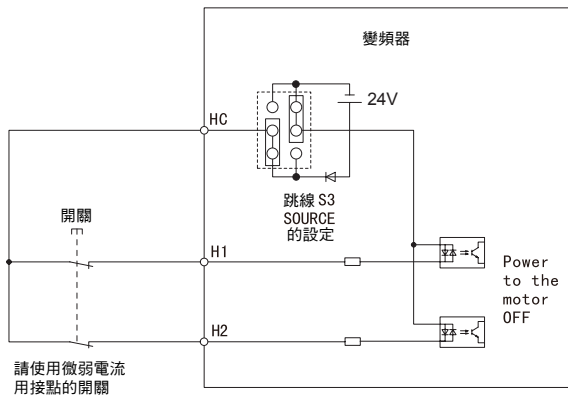 變頻器
24V
HC
跳線 S3
SOURCE
的設定
開關
H1
Power
to the
motor
OFF
H2
請使用微弱電流
用接點的開關